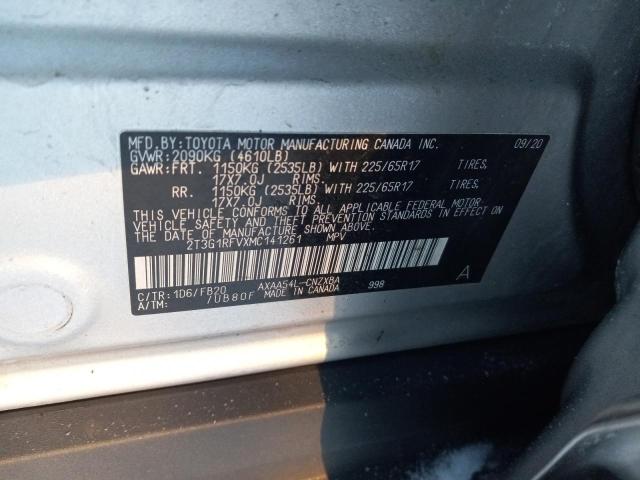 MFD.BY:TOYOTA MOTOR MANUFACTURING CANADA INC. 09/20
GVWR:2090KG (4610LB)
GAWR:FRT. 1150KG (2535LB) WITH 225/65R17 TIRES,
17X7.0J RIMS.
RR. 1150KG (2535LB) WITH 225/65R17 TIRES,
17X7.0J RIMS.
THIS VEHICLE CONFORMS TO ALL APPLICABLE FEDERAL MOTOR
VEHICLE SAFETY AND THEFT PREVENTION STANDARDS IN EFFECT ON
THE DATE OF MANUFACTURE SHOWN ABOVE.
2T3G1RFVXMC141261 MPV
C/TR:1D6/FB20 AXAA54L-CNZXBA 998 A
A/TM: 7UB80F MADE IN CANADA